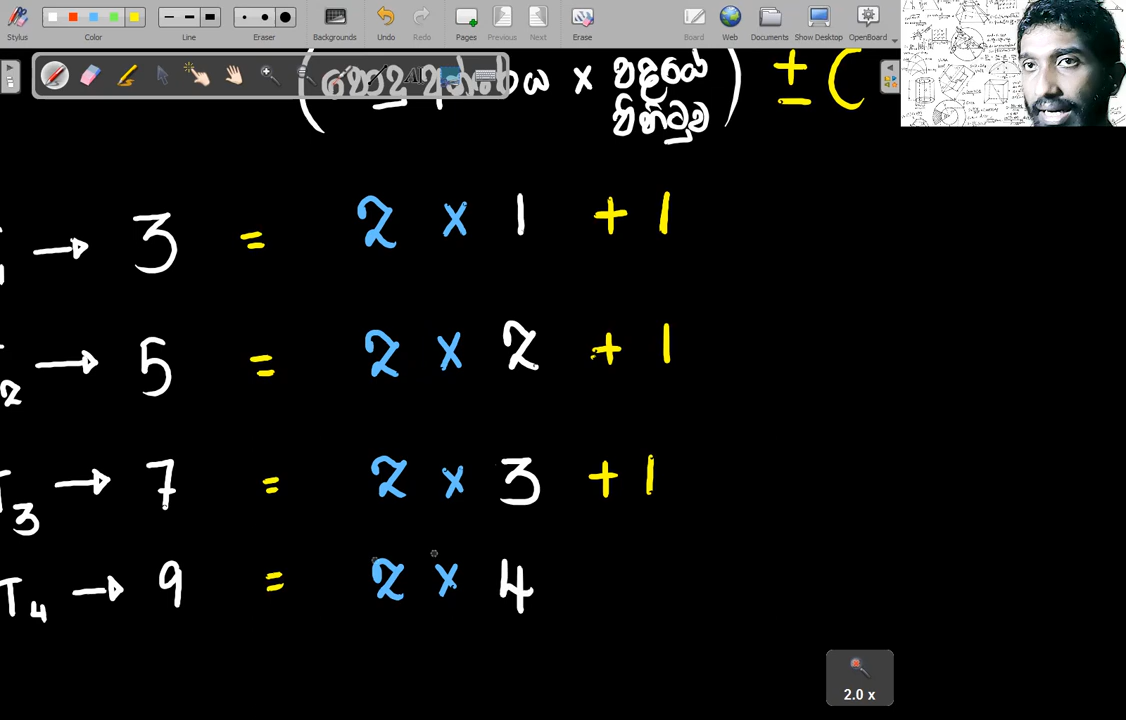 Stylus Color Line Eraser Backgrounds Undo Redo Pages Previous Next Erase Board Web Documents Show Desktop OpenBoard
x පදයේ ) ± (
පිහිටුව
→ 3 = 2 x 1 + 1
2 → 5 = 2 x 2 + 1
T3 → 7 = 2 x 3 + 1
T4 → 9 = 2 x 4
2.0 x